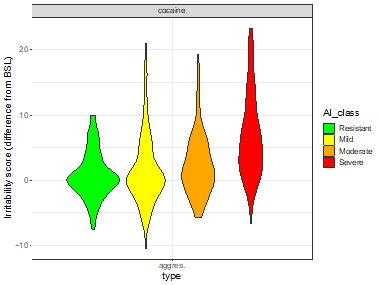 cocaine
Irritability score (difference from BSL)
20
10
0
−10
aggres.
type
AI_class
Resistant
Mild
Moderate
Severe